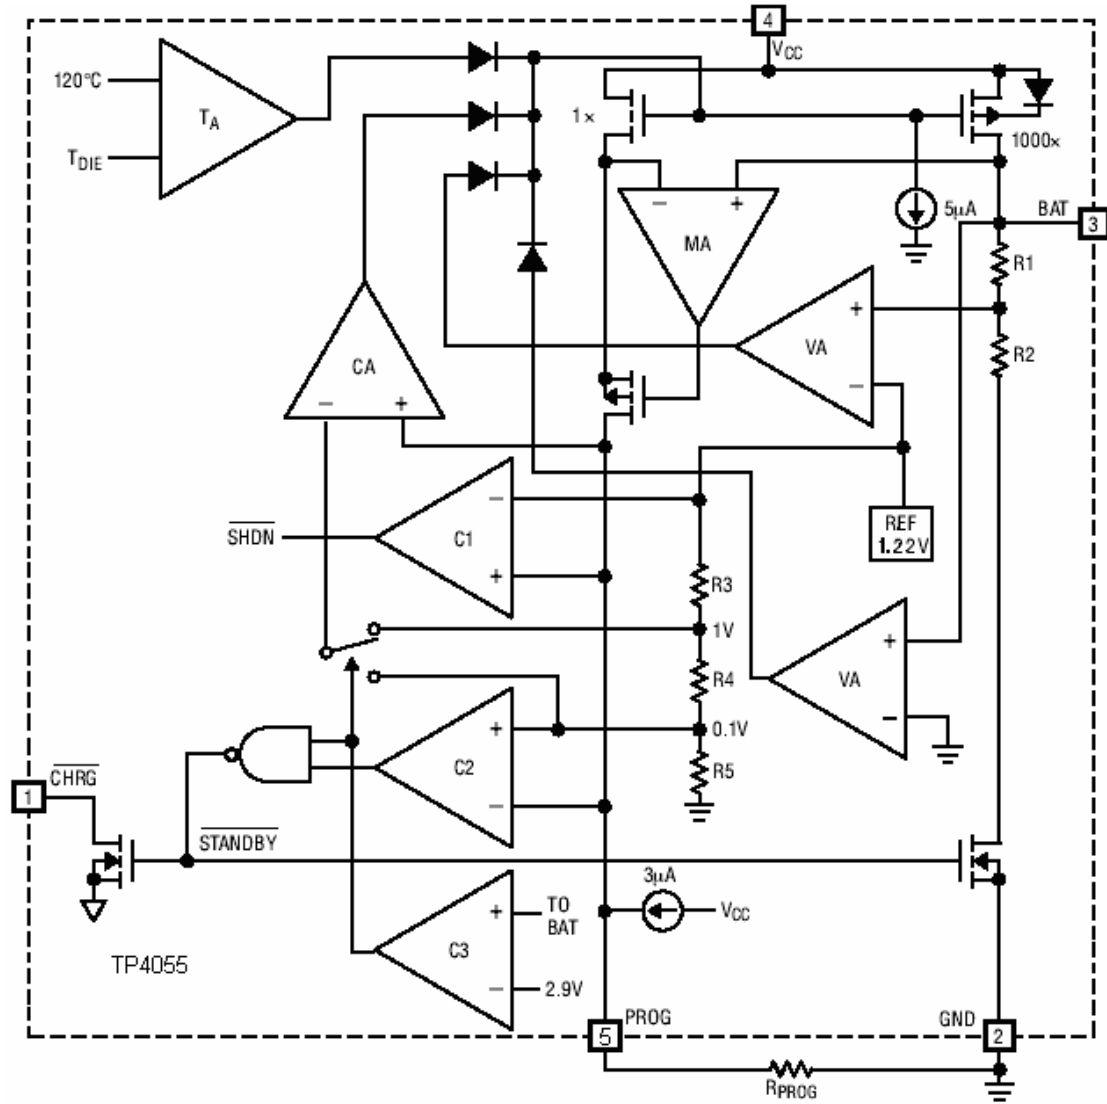 4
VCC
120°C
TA
TDIE
1×
1000×
5μA
BAT
3
− +
MA
R1
+
VA
−
R2
CA
− +
−
SHDN
C1
+
REF
1.22V
R3
1V
+
R4
VA
−
0.1V
+
C2
−
R5
CHRG
1
STANDBY
3μA
VCC
+
TO
BAT
C3
−
2.9V
TP4055
PROG
5
GND
2
RPROG